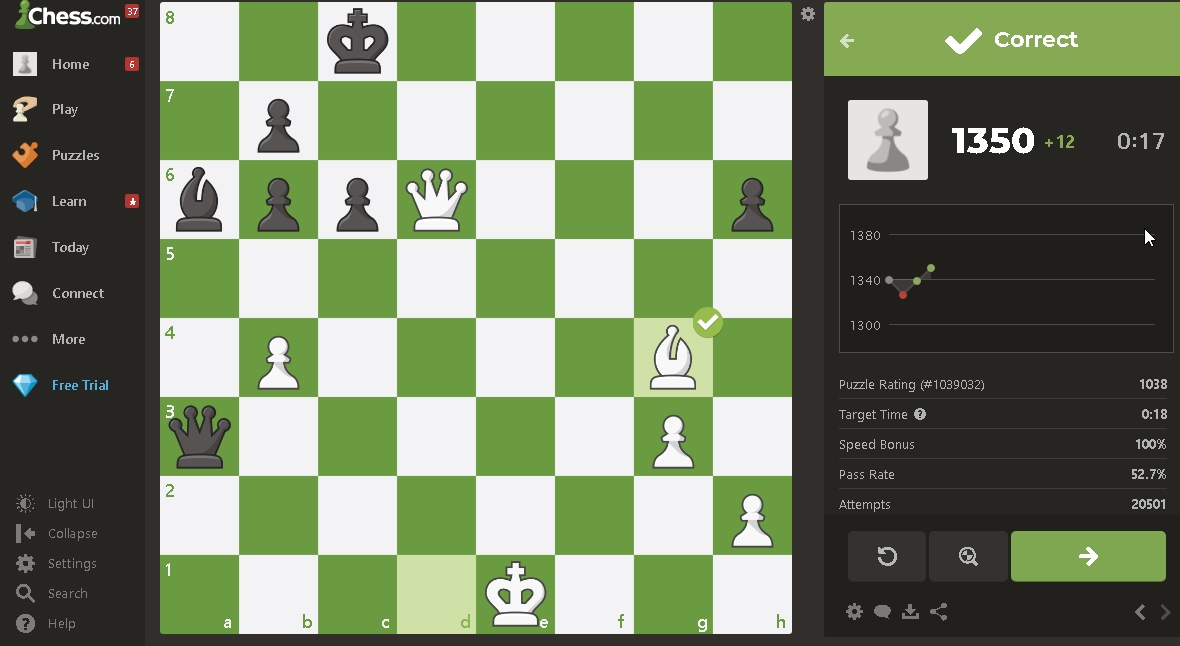 Chess.com 37
Home 6
Play
Puzzles
Learn
Today
Connect
More
Free Trial
Light UI
Collapse
Settings
Search
Help
8
7
6
5
4
3
2
1
a b c d e f g h
Correct
1350 +12 0:17
1380
1340
1300
Puzzle Rating (#1039032) 1038
Target Time ? 0:18
Speed Bonus 100%
Pass Rate 52.7%
Attempts 20501